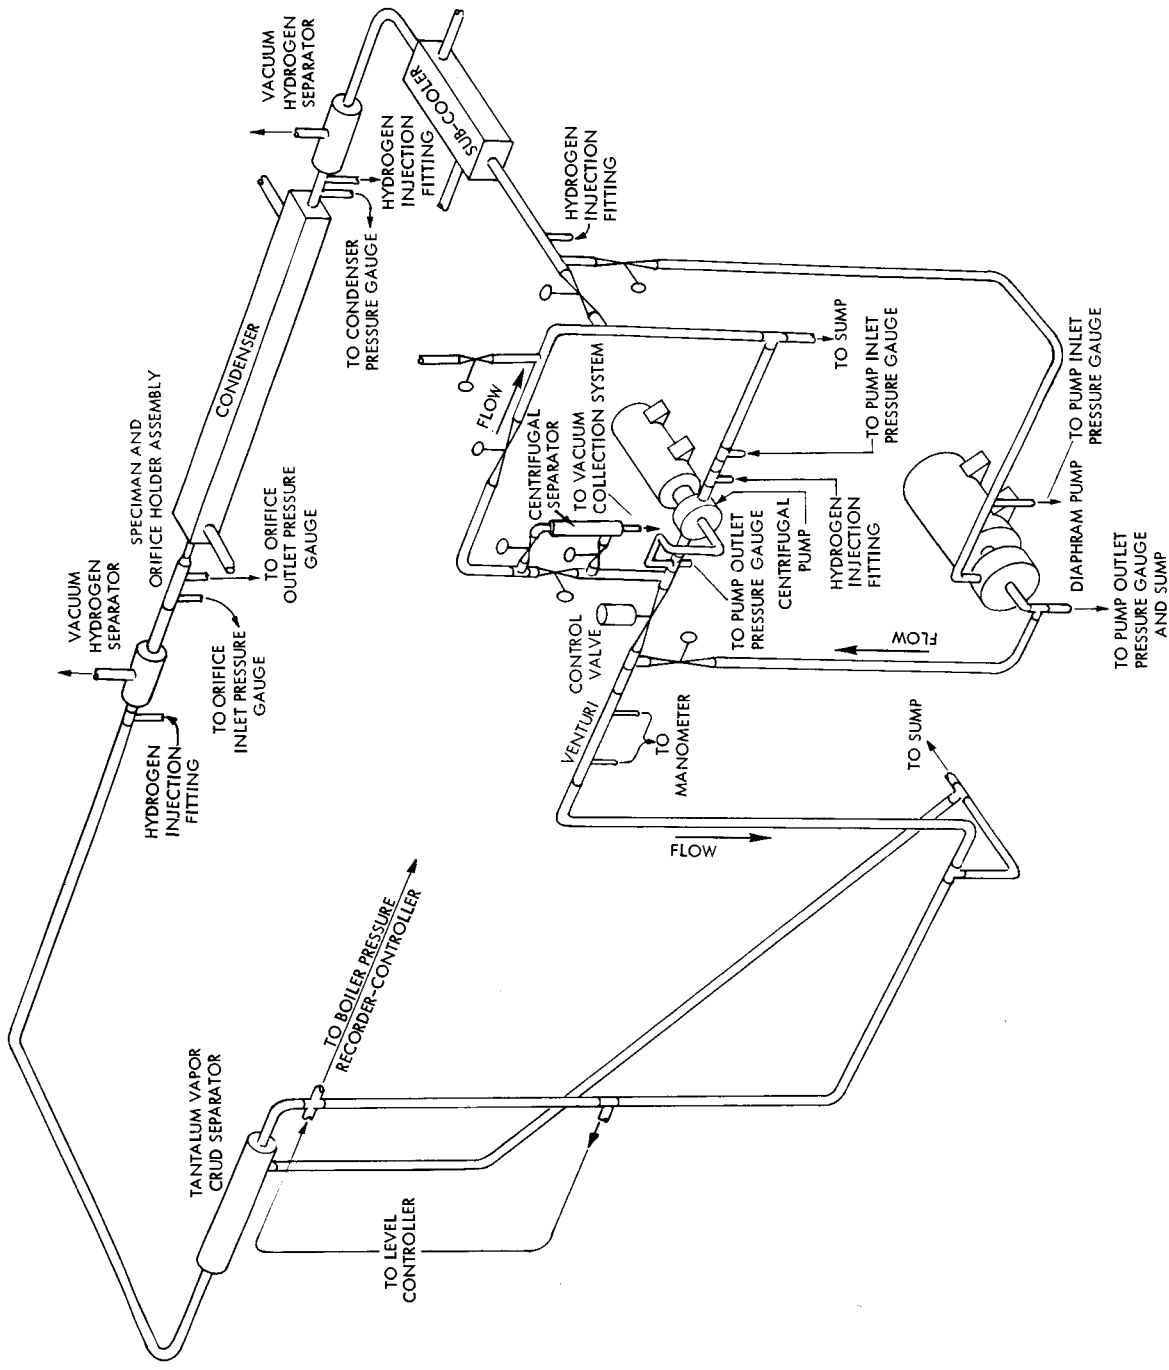 VACUUM
HYDROGEN
SEPARATOR
SUB-COOLER
HYDROGEN
INJECTION
FITTING
HYDROGEN
INJECTION
FITTING
TO CONDENSER
PRESSURE GAUGE
CONDENSER
SPECIMAN AND
ORIFICE HOLDER ASSEMBLY
TO ORIFICE
OUTLET PRESSURE
GAUGE
VACUUM
HYDROGEN
SEPARATOR
TO ORIFICE
INLET PRESSURE
GAUGE
HYDROGEN
INJECTION
FITTING
FLOW
CENTRIFUGAL
SEPARATOR
TO VACUUM
COLLECTION SYSTEM
TO SUMP
TO PUMP INLET
PRESSURE GAUGE
HYDROGEN
INJECTION
FITTING
CENTRIFUGAL
PUMP
TO PUMP OUTLET
PRESSURE GAUGE
CONTROL
VALVE
VENTURI
TO
MANOMETER
FLOW
TO PUMP INLET
PRESSURE GAUGE
DIAPHRAM PUMP
TO PUMP OUTLET
PRESSURE GAUGE
AND SUMP
FLOW
TO SUMP
TO BOILER PRESSURE
RECORDER-CONTROLLER
TANTALUM VAPOR
CRUD SEPARATOR
TO LEVEL
CONTROLLER